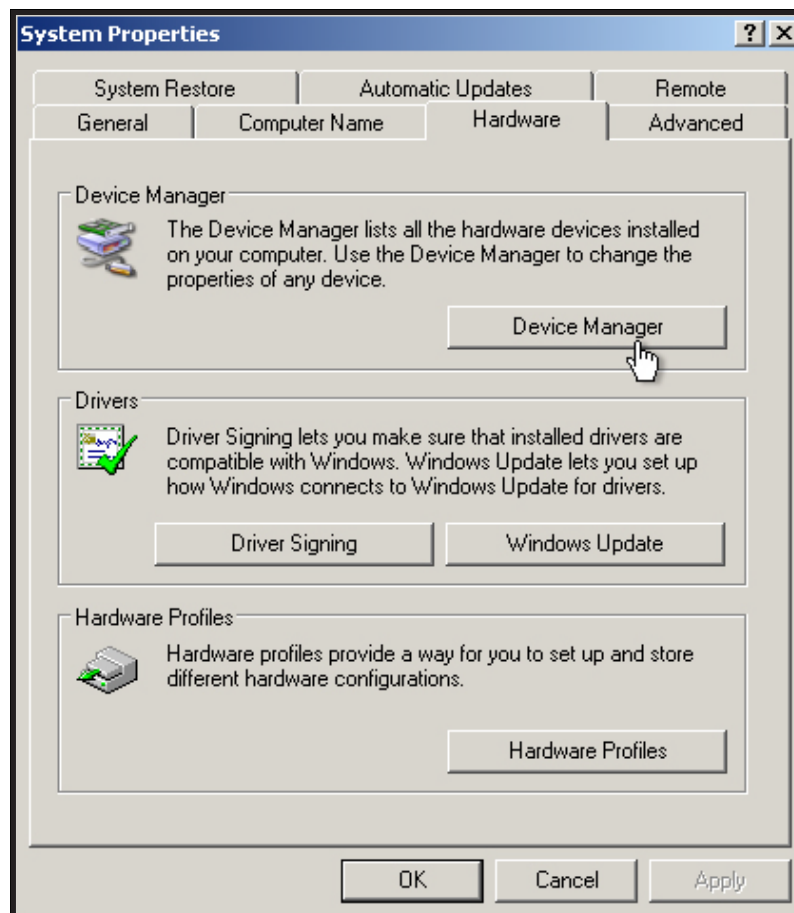 System Properties
System Restore
Automatic Updates
Remote
General
Computer Name
Hardware
Advanced
Device Manager
The Device Manager lists all the hardware devices installed
on your computer. Use the Device Manager to change the
properties of any device.
Device Manager
Drivers
Driver Signing lets you make sure that installed drivers are
compatible with Windows. Windows Update lets you set up
how Windows connects to Windows Update for drivers.
Driver Signing
Windows Update
Hardware Profiles
Hardware profiles provide a way for you to set up and store
different hardware configurations.
Hardware Profiles
OK
Cancel
Apply